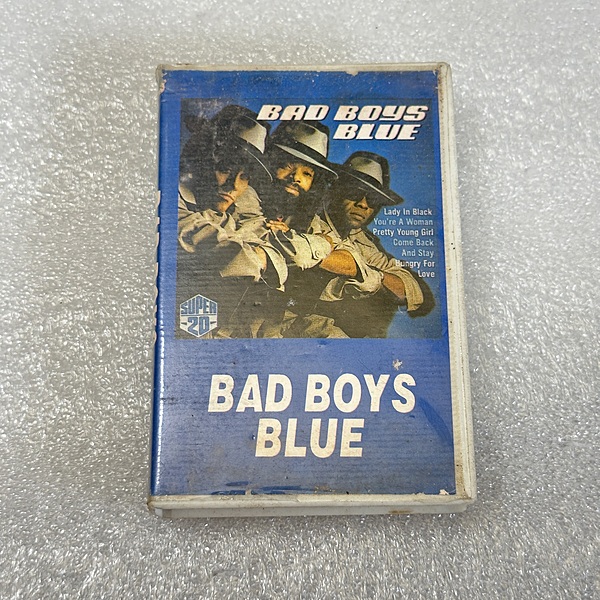 BAD BOYS
BLUE
Lady In Black
You're A Woman
Pretty Young Girl
Come Back
And Stay
Hungry For
Love
SUPER
20
BAD BOYS
BLUE